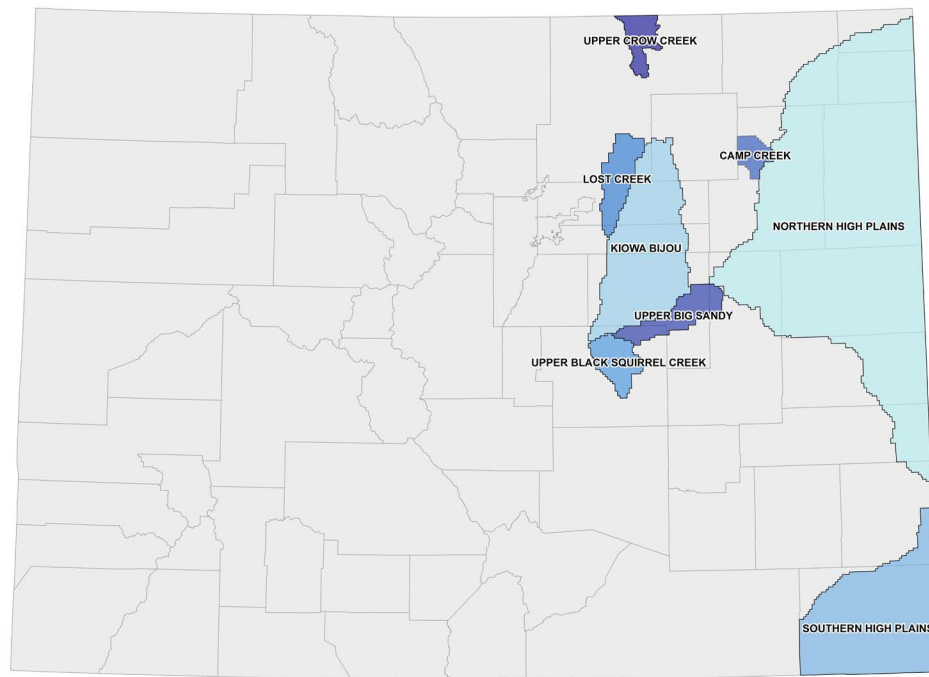 UPPER CROW CREEK
CAMP CREEK
LOST CREEK
NORTHERN HIGH PLAINS
KIOWA BIJOU
UPPER BIG SANDY
UPPER BLACK SQUIRREL CREEK
SOUTHERN HIGH PLAINS